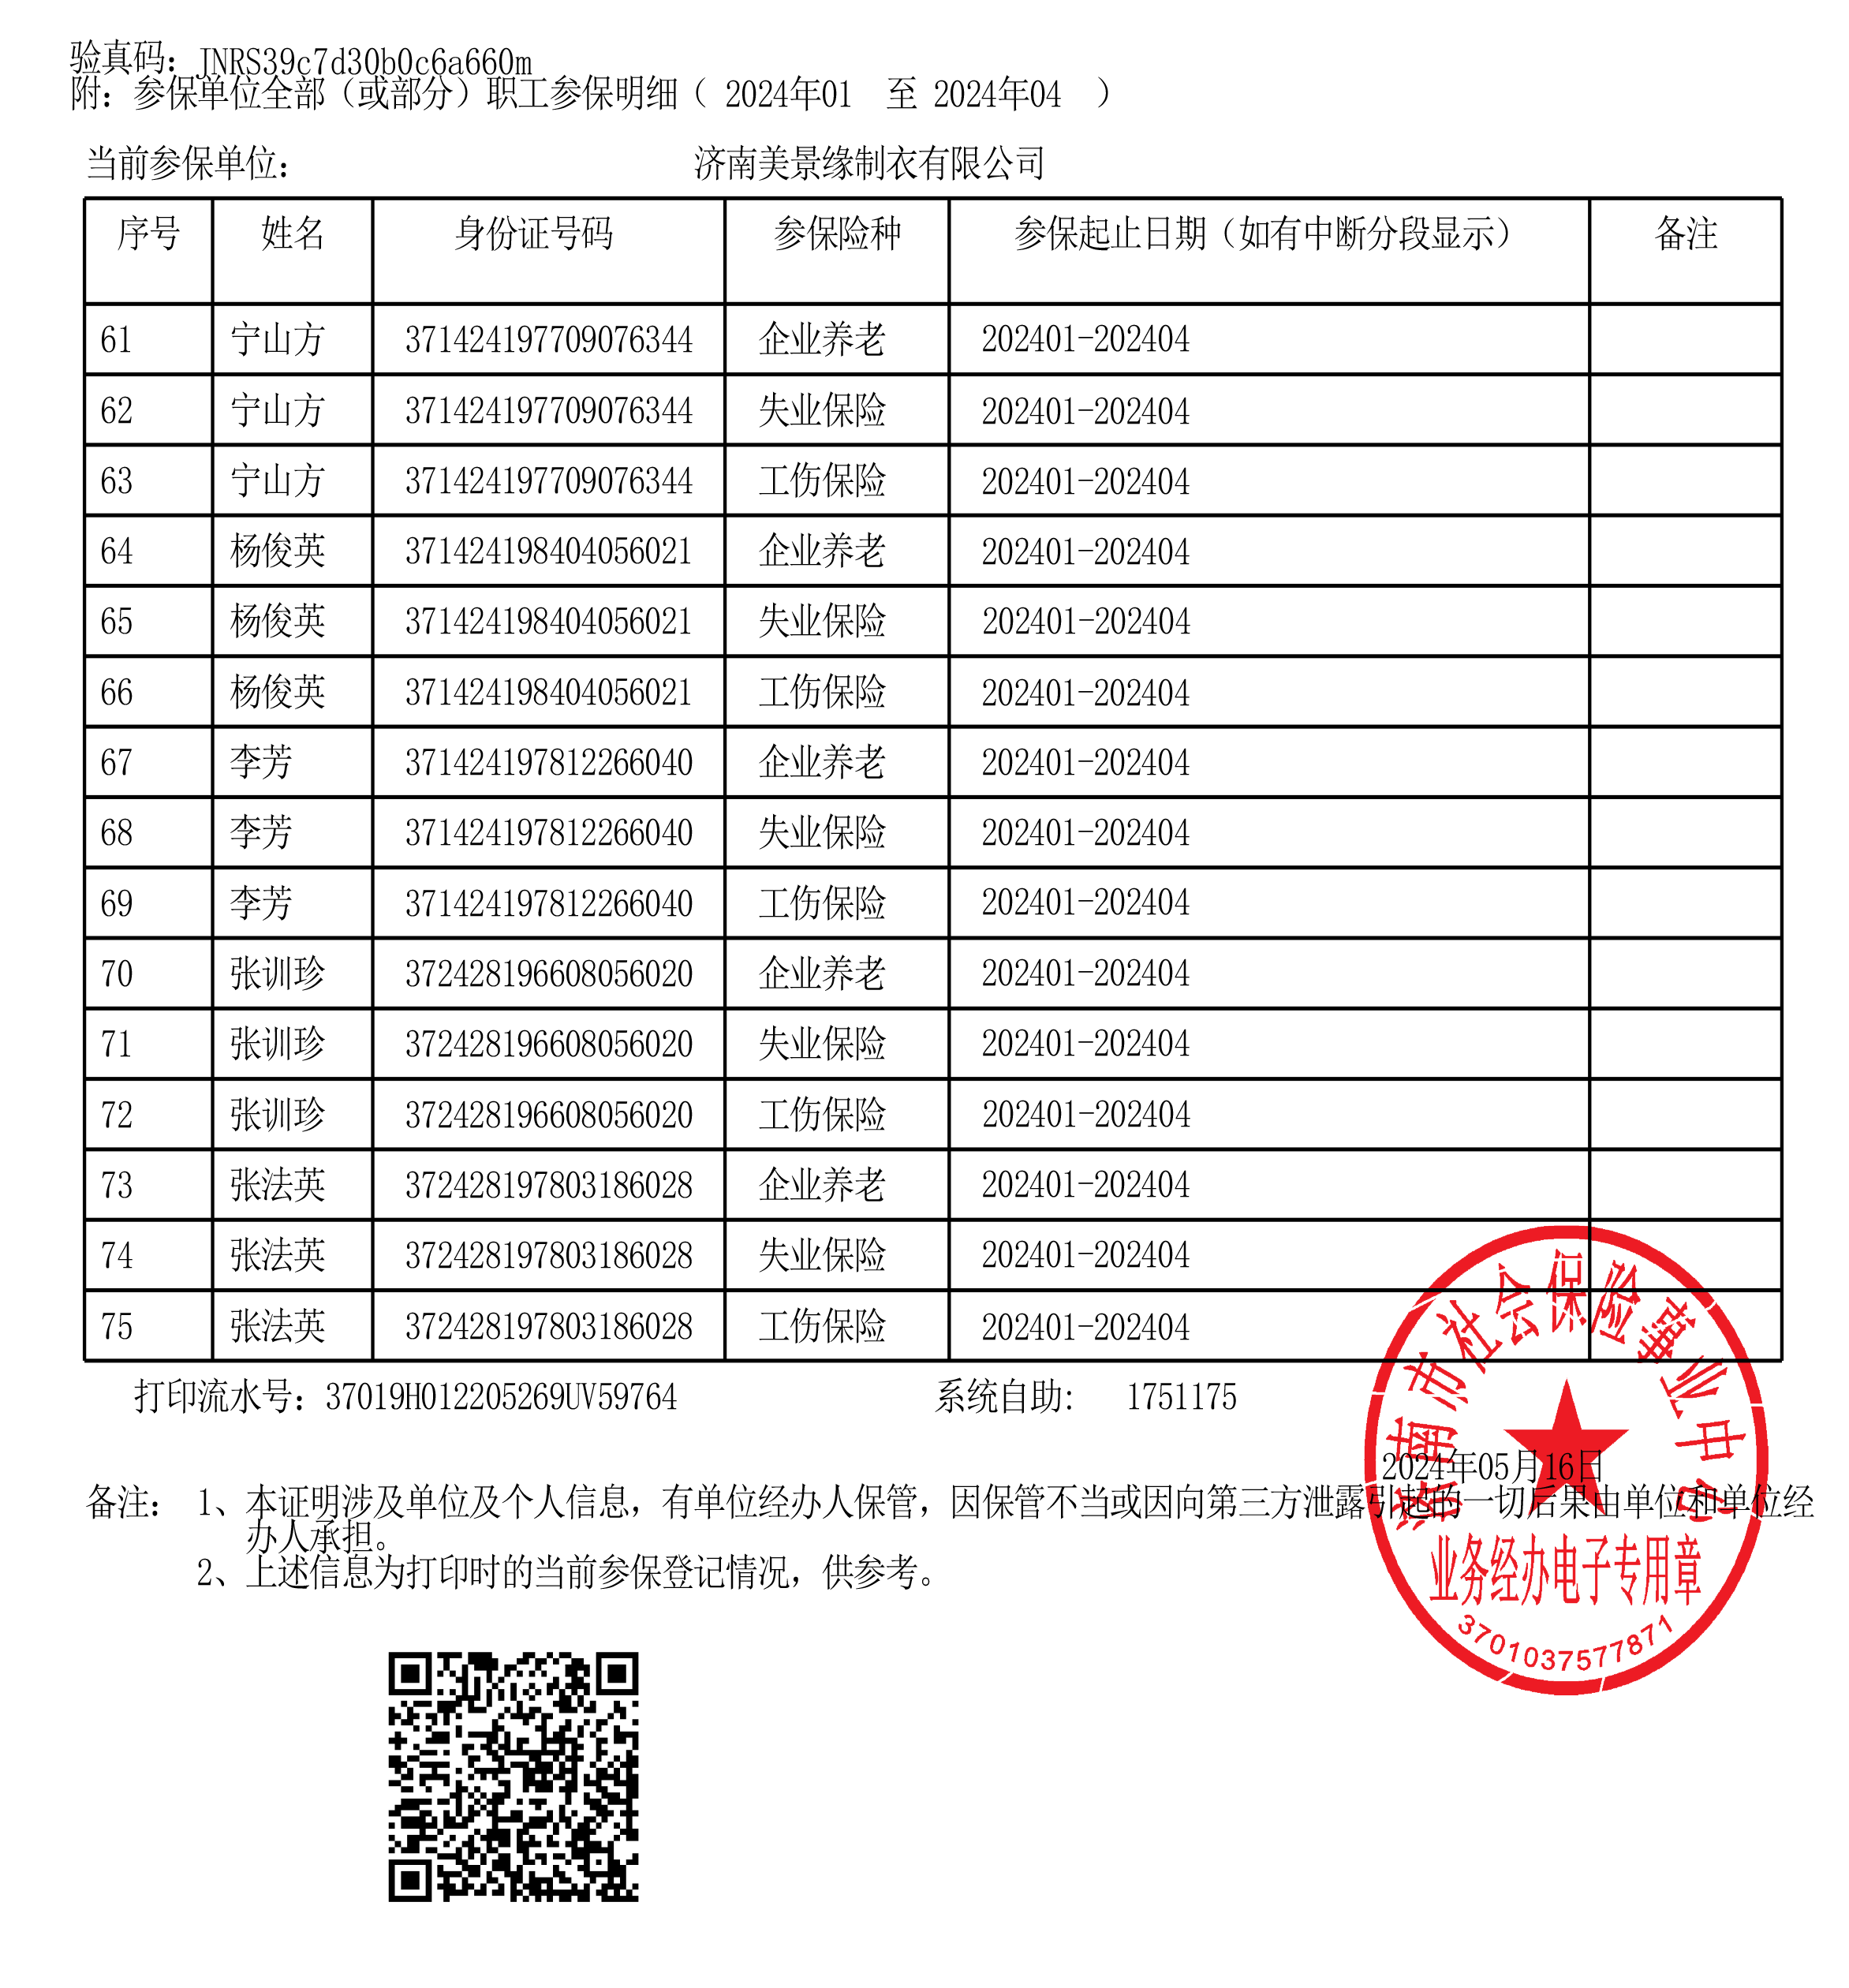 验真码：JNRS39c7d30b0c6a660m
附：参保单位全部（或部分）职工参保明细（ 2024年01 至 2024年04 ）
当前参保单位： 济南美景缘制衣有限公司
序号 姓名 身份证号码 参保险种 参保起止日期（如有中断分段显示） 备注
61 宁山方 371424197709076344 企业养老 202401-202404
62 宁山方 371424197709076344 失业保险 202401-202404
63 宁山方 371424197709076344 工伤保险 202401-202404
64 杨俊英 371424198404056021 企业养老 202401-202404
65 杨俊英 371424198404056021 失业保险 202401-202404
66 杨俊英 371424198404056021 工伤保险 202401-202404
67 李芳 371424197812266040 企业养老 202401-202404
68 李芳 371424197812266040 失业保险 202401-202404
69 李芳 371424197812266040 工伤保险 202401-202404
70 张训珍 372428196608056020 企业养老 202401-202404
71 张训珍 372428196608056020 失业保险 202401-202404
72 张训珍 372428196608056020 工伤保险 202401-202404
73 张法英 372428197803186028 企业养老 202401-202404
74 张法英 372428197803186028 失业保险 202401-202404
75 张法英 372428197803186028 工伤保险 202401-202404
打印流水号：37019H012205269UV59764 系统自助: 1751175
2024年05月16日
备注： 1、本证明涉及单位及个人信息，有单位经办人保管，因保管不当或因向第三方泄露引起的一切后果由单位和单位经
办人承担。
2、上述信息为打印时的当前参保登记情况，供参考。
济南市社会保险事业中心
业务经办电子专用章
3701037577871